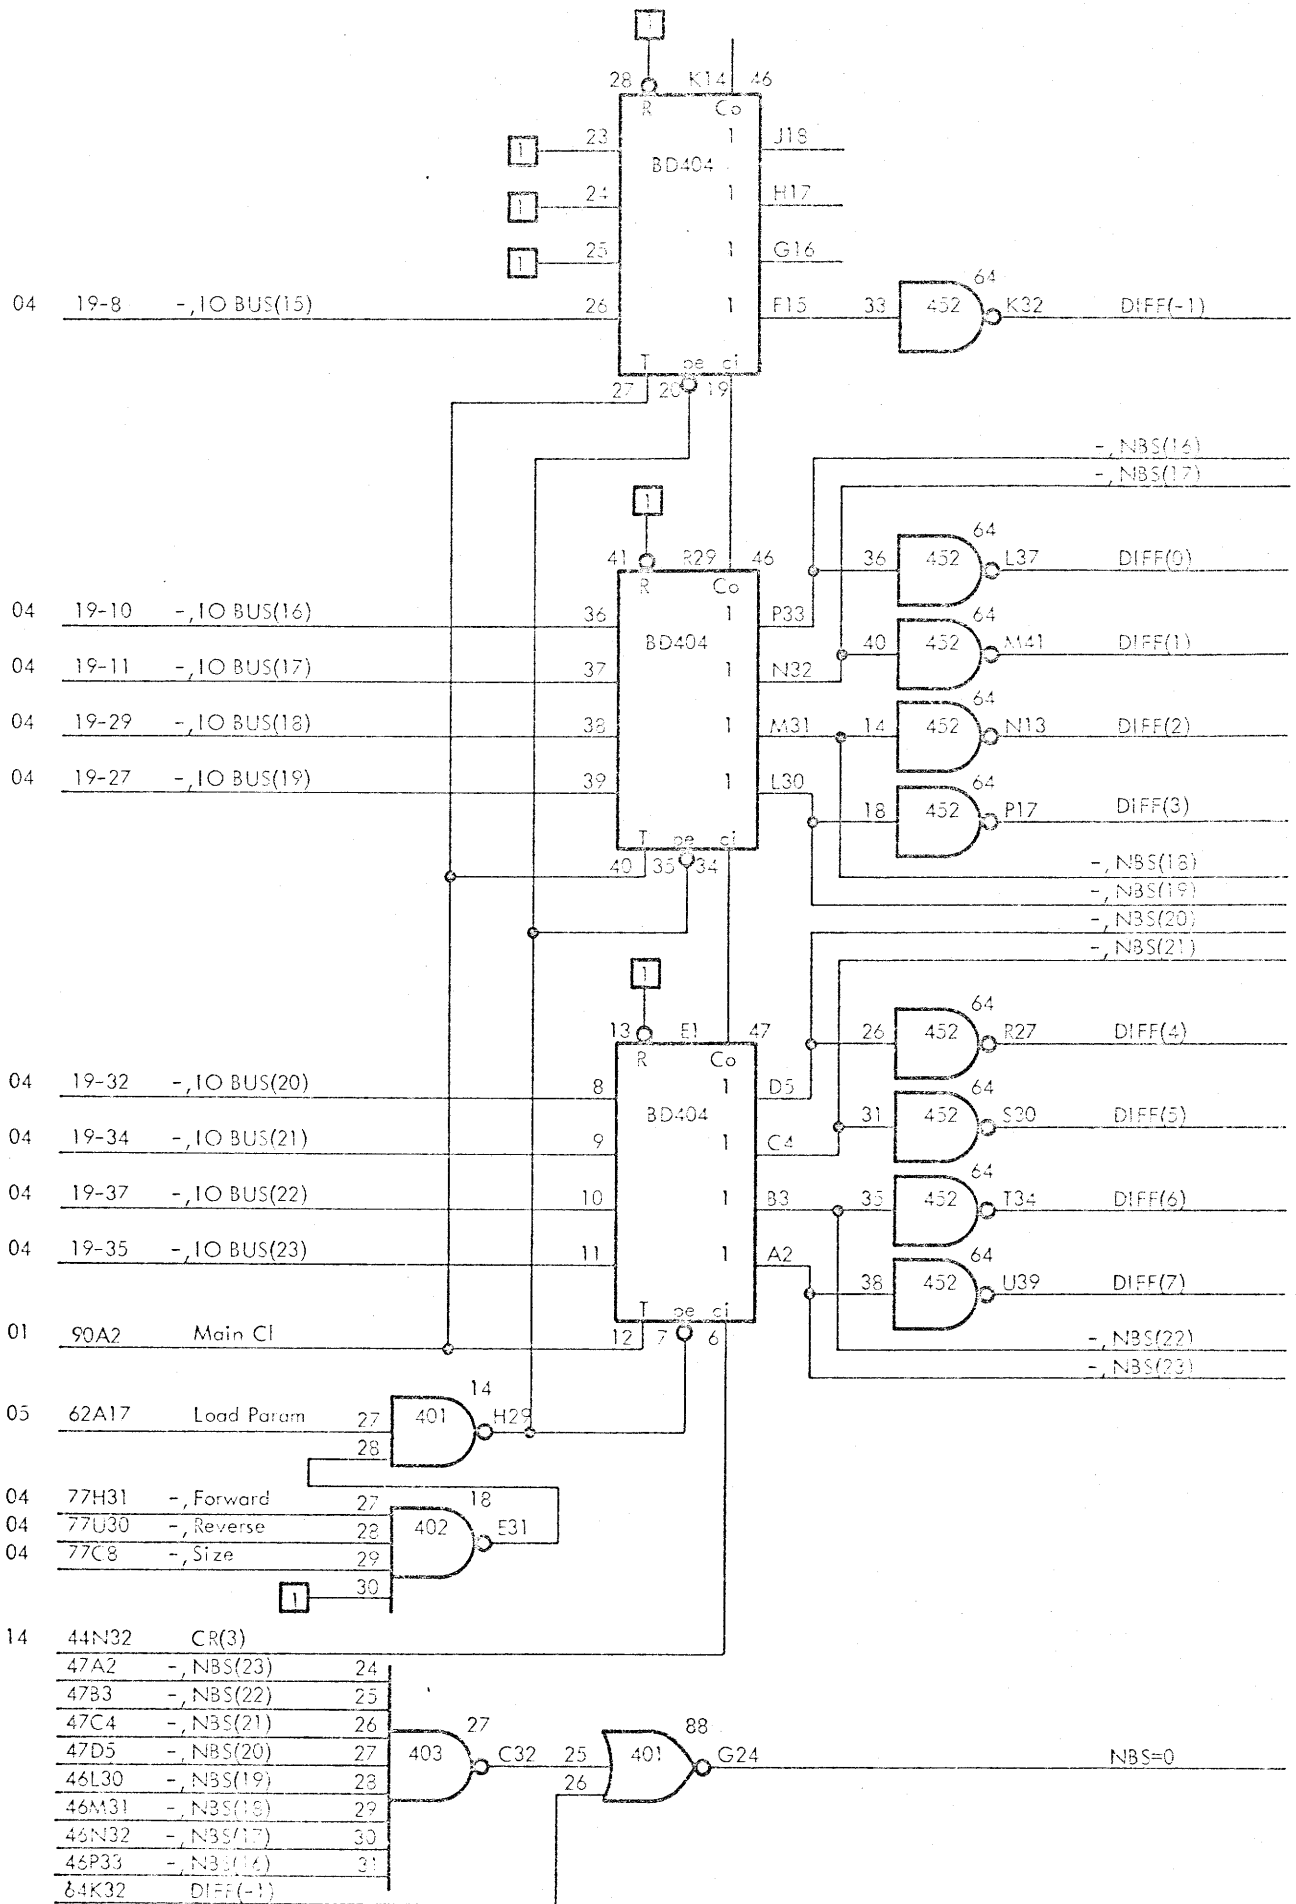 1
28 K14 46
R Co
1 23 1 J18
BD404
1 24 1 H17
1 25 1 G16
64
04 19-8 -,IO BUS(15) 26 1 F15 33 452 K32 DIFF(-1)
T pe ci
27 20 19
-,NBS(16)
-,NBS(17)
1
64
41 R29 46 36 452 L37 DIFF(0)
R Co
04 19-10 -,IO BUS(16) 36 1 P33
64
BD404 40 452 M41 DIFF(1)
04 19-11 -,IO BUS(17) 37 1 N32
64
04 19-29 -,IO BUS(18) 38 1 M31 14 452 N13 DIFF(2)
64
04 19-27 -,IO BUS(19) 39 1 L30
18 452 P17 DIFF(3)
T pe ci
40 35 34
-,NBS(18)
-,NBS(19)
-,NBS(20)
-,NBS(21)
1
64
13 E1 47 26 452 R27 DIFF(4)
R Co
04 19-32 -,IO BUS(20) 8 1 D5
64
BD404 31 452 S30 DIFF(5)
04 19-34 -,IO BUS(21) 9 1 C4
64
04 19-37 -,IO BUS(22) 10 1 B3 35 452 T34 DIFF(6)
64
04 19-35 -,IO BUS(23) 11 1 A2
38 452 U39 DIFF(7)
T pe ci
01 90A2 Main Cl 12 7 6
-,NBS(22)
-,NBS(23)
14
05 62A17 Load Param 27 401 H29
28
04 77H31 -,Forward 27 18
04 77U30 -,Reverse 28 402 E31
04 77C8 -,Size 29
1 30
14 44N32 CR(3)
47A2 -,NBS(23) 24
47B3 -,NBS(22) 25
47C4 -,NBS(21) 26 27 88
47D5 -,NBS(20) 27 403 C32 25 401 G24 NBS=0
46L30 -,NBS(19) 28 26
46M31 -,NBS(18) 29
46N32 -,NBS(17) 30
46P33 -,NBS(16) 31
64K32 DIFF(-1)